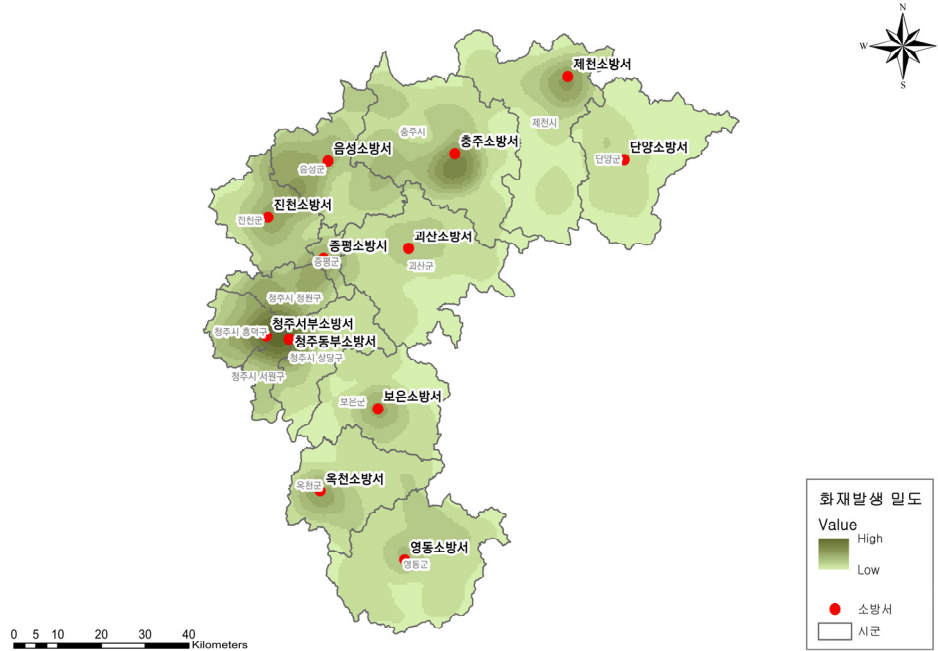 N
W
E
S
제천소방서
제천시
충주시
충주소방서
음성소방서
음성군
단양소방서
단양군
진천소방서
진천군
괴산소방서
괴산군
증평소방서
증평군
청주시 청원구
청주서부소방서
청주시 흥덕구
청주동부소방서
청주시 상당구
청주시 서원구
보은소방서
보은군
옥천소방서
옥천군
영동소방서
영동군
화재발생 밀도
Value
High
Low
소방서
시군
0 5 10 20 30 40
Kilometers